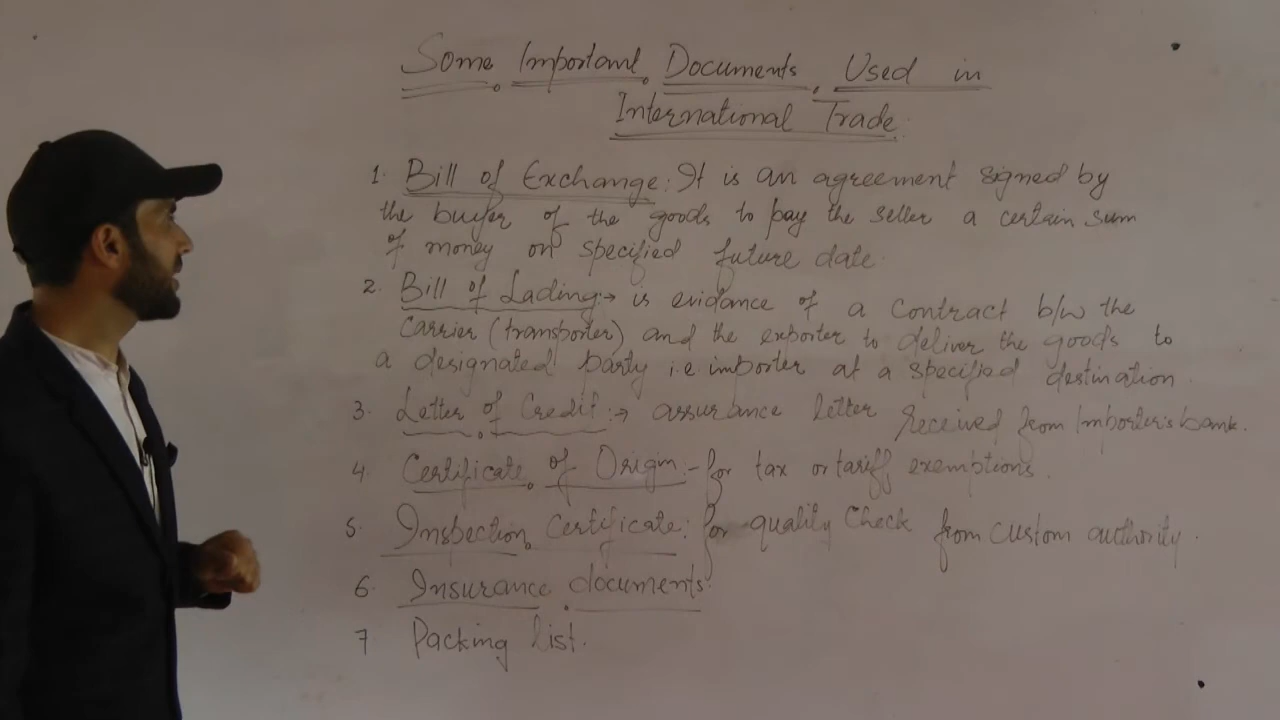 Some Important Documents Used in
International Trade.
1. Bill of Exchange: It is an agreement signed by
the buyer of the goods to pay the seller a certain sum
of money on specified future date.
2. Bill of Lading:→ is evidance of a contract b/w the
carrier (transporter) and the exporter to deliver the goods to
a designated party i.e importer at a specified destination.
3. Letter of Credit:→ assurance letter received from Importer's bank.
4. Certificate of Origin:- for tax or tariff exemptions.
5. Inspection Certificate: for quality check from custom authority.
6. Insurance documents.
7 Packing list.